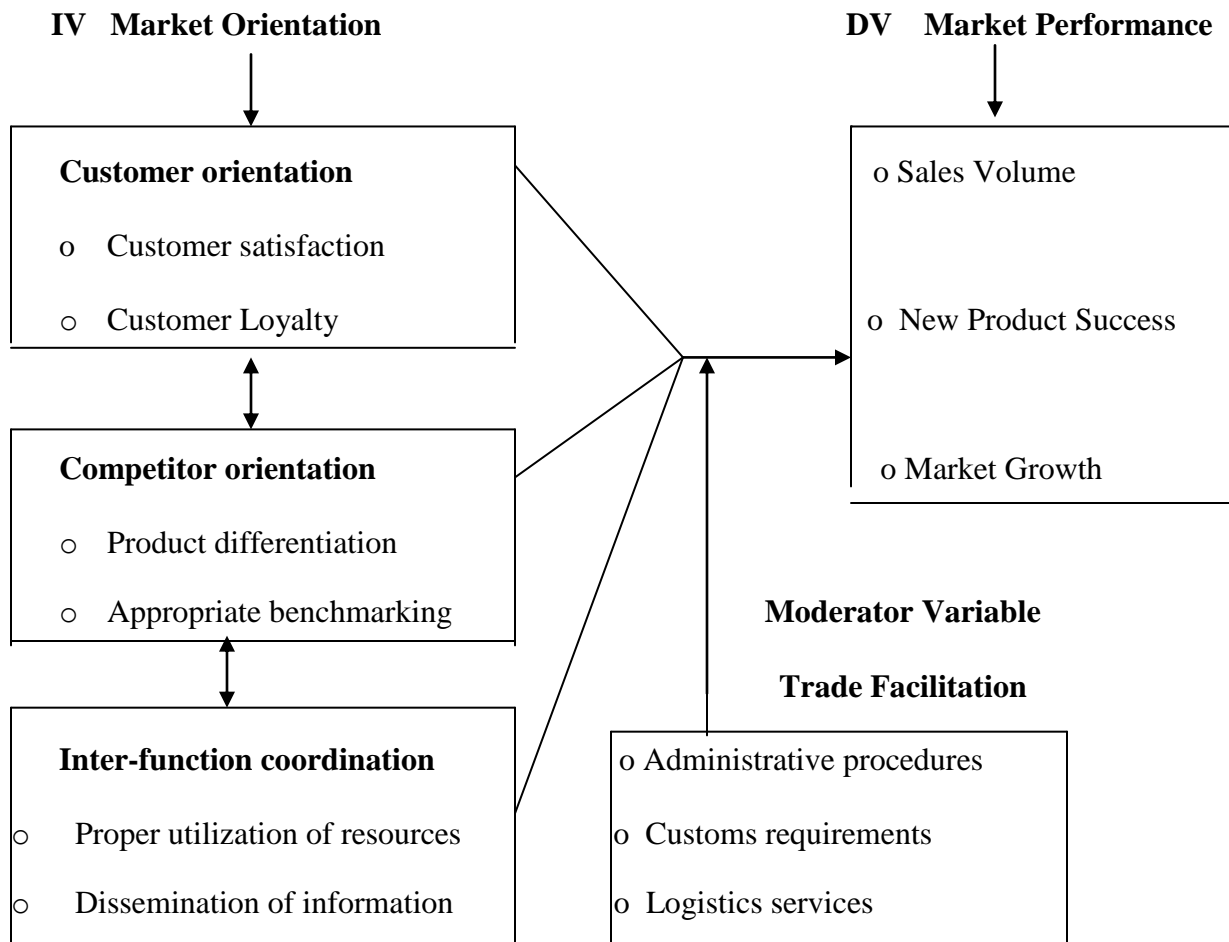 IV Market Orientation
DV Market Performance
Customer orientation
o Customer satisfaction
o Customer Loyalty
Competitor orientation
o Product differentiation
o Appropriate benchmarking
Inter-function coordination
o Proper utilization of resources
o Dissemination of information
o Sales Volume
o New Product Success
o Market Growth
Moderator Variable
Trade Facilitation
o Administrative procedures
o Customs requirements
o Logistics services